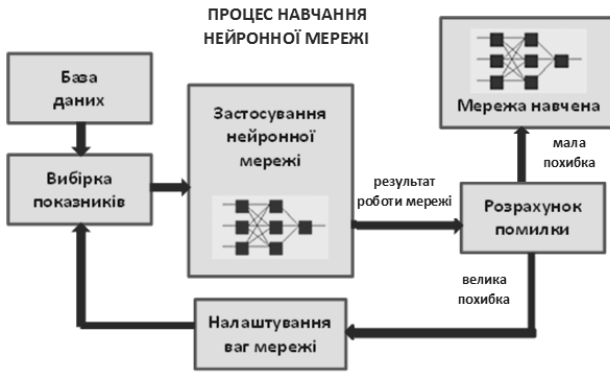 ПРОЦЕС НАВЧАННЯ
НЕЙРОННОЇ МЕРЕЖІ
База
даних
Вибірка
показників
Застосування
нейронної
мережі
результат
роботи мережі
Розрахунок
помилки
мала
похибка
Мережа навчена
велика
похибка
Налаштування
ваг мережі